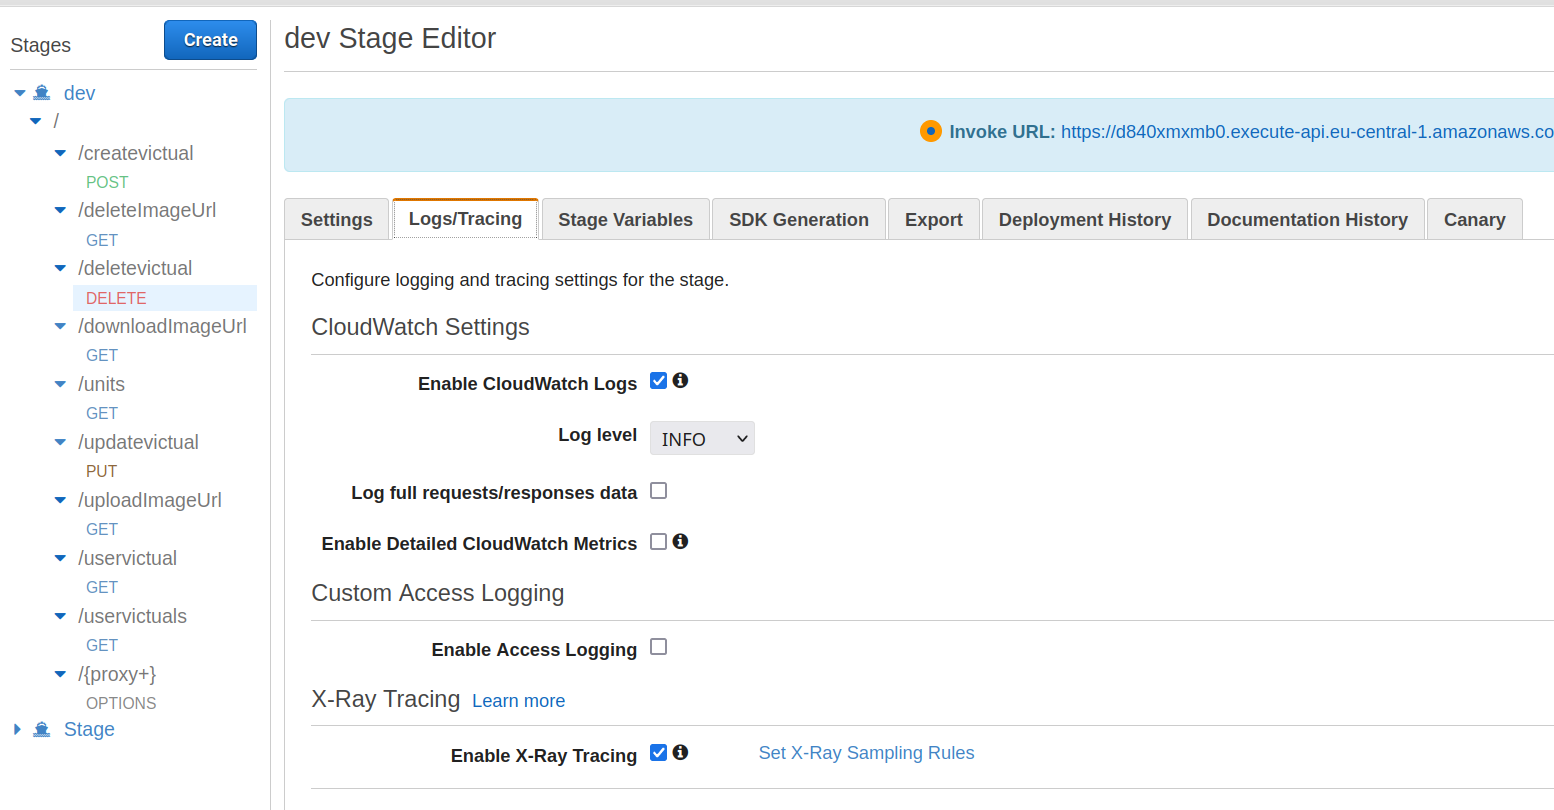 Stages
Create
dev
/
/createvictual
POST
/deleteImageUrl
GET
/deletevictual
DELETE
/downloadImageUrl
GET
/units
GET
/updatevictual
PUT
/uploadImageUrl
GET
/uservictual
GET
/uservictuals
GET
/{proxy+}
OPTIONS
Stage
dev Stage Editor
Invoke URL: https://d840xmxmb0.execute-api.eu-central-1.amazonaws.co
Settings Logs/Tracing Stage Variables SDK Generation Export Deployment History Documentation History Canary
Configure logging and tracing settings for the stage.
CloudWatch Settings
Enable CloudWatch Logs
Log level INFO
Log full requests/responses data
Enable Detailed CloudWatch Metrics
Custom Access Logging
Enable Access Logging
X-Ray Tracing Learn more
Enable X-Ray Tracing Set X-Ray Sampling Rules